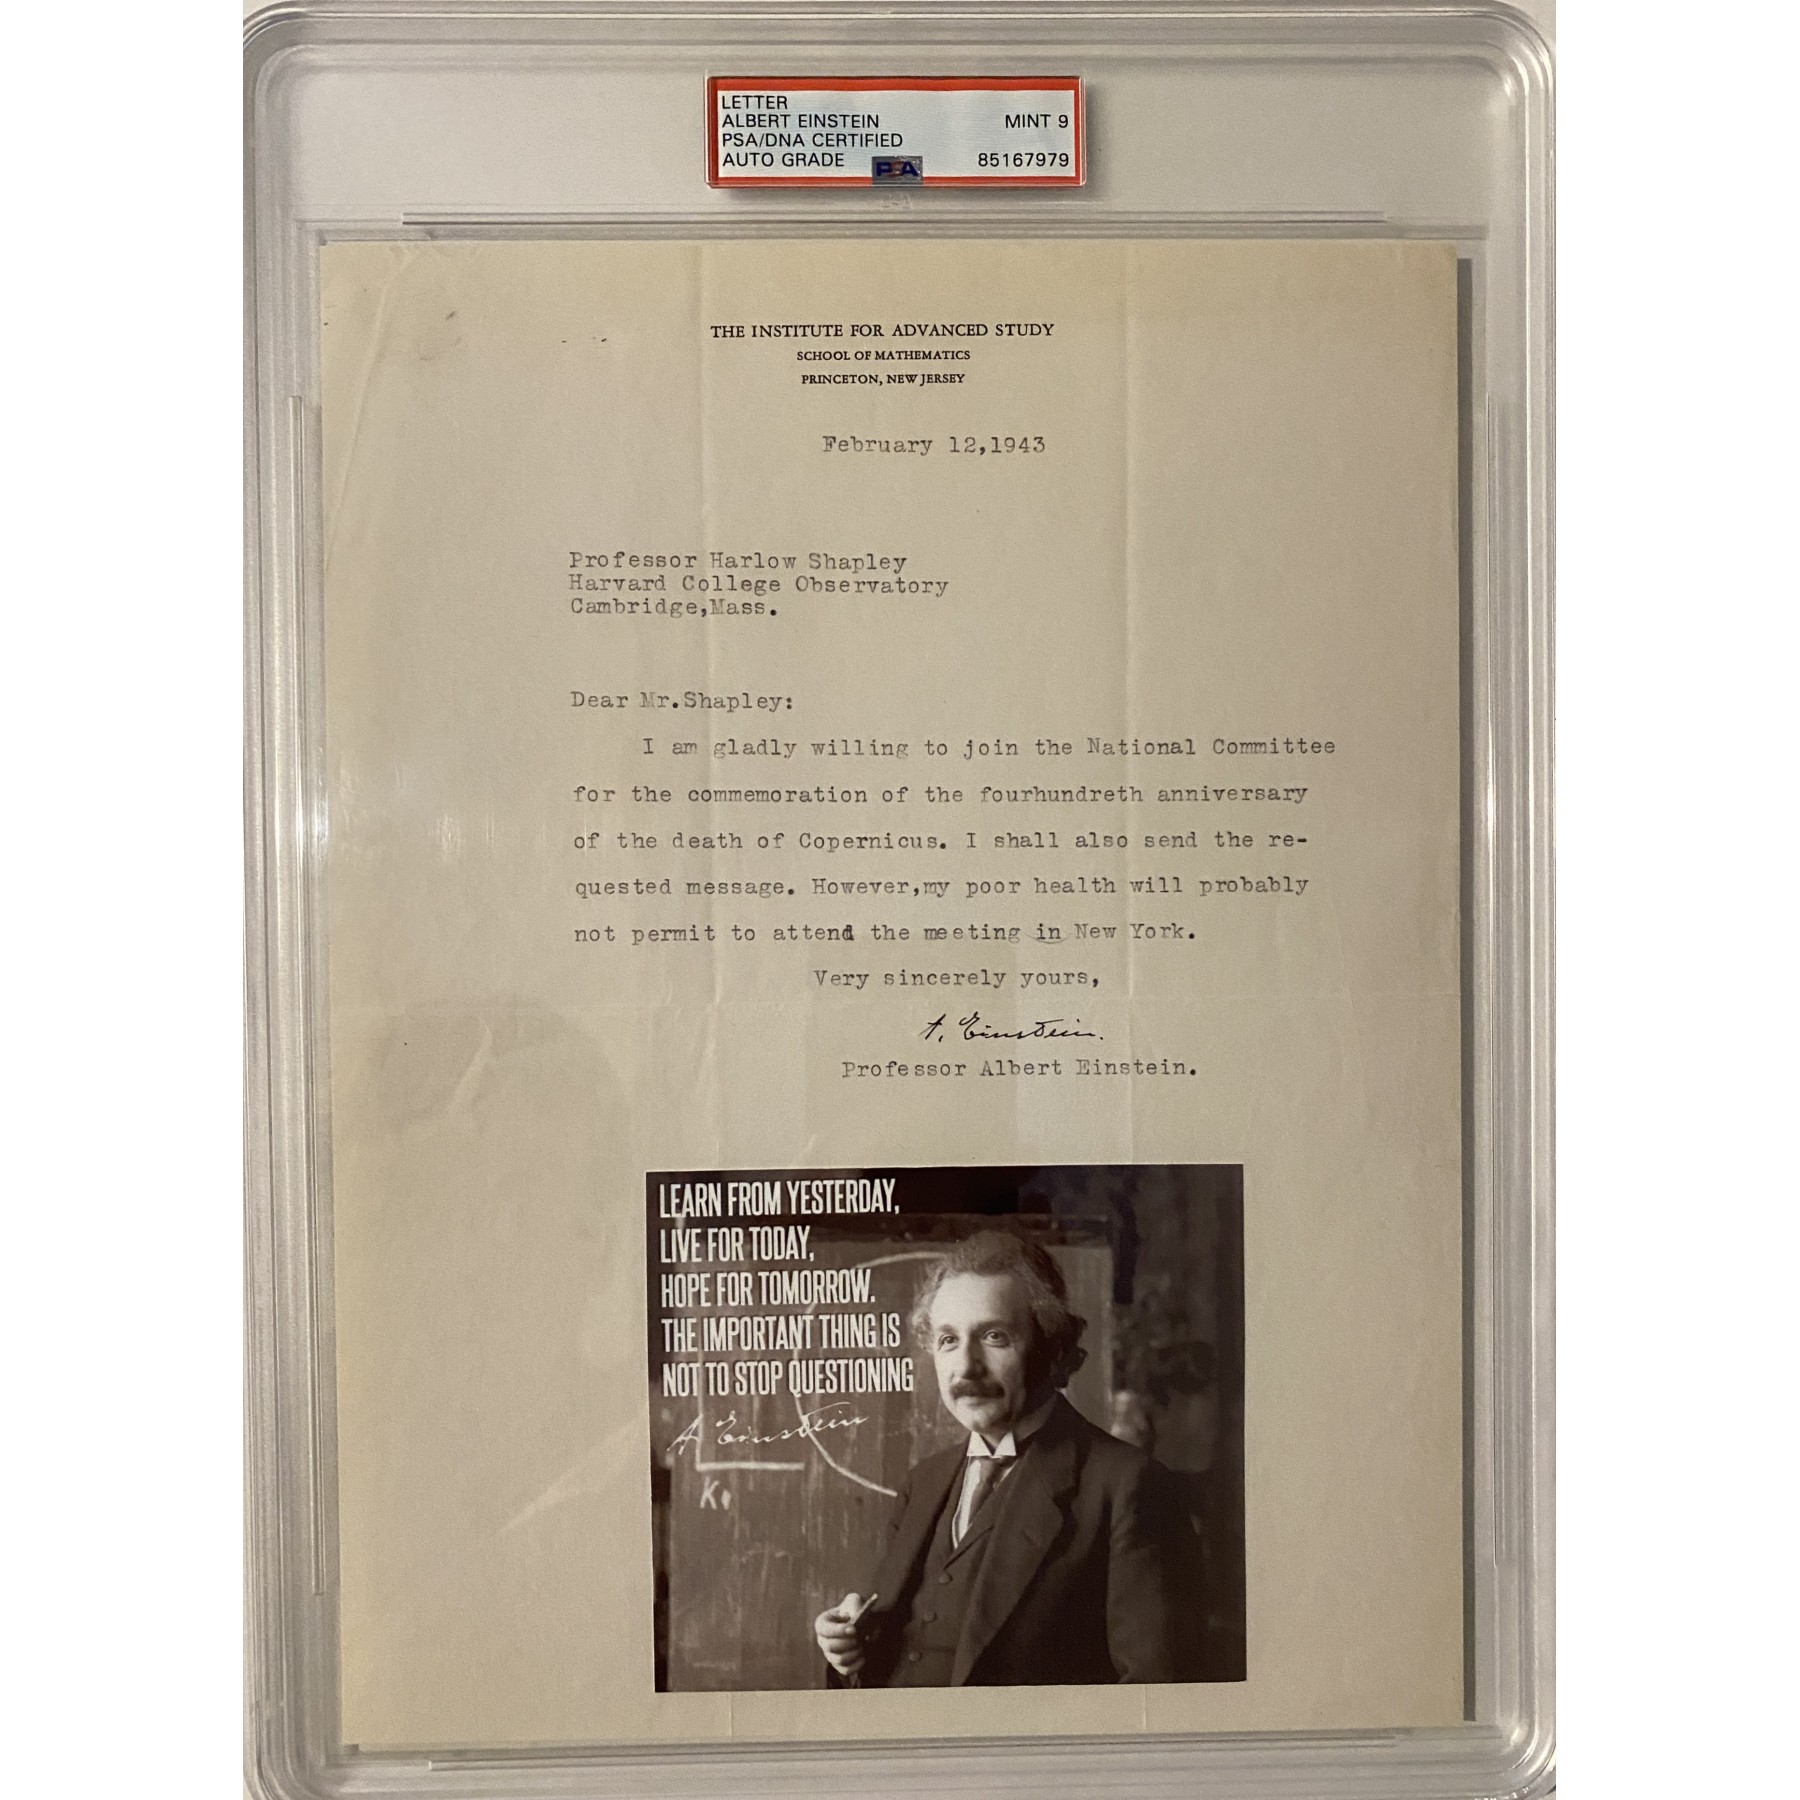 LETTER
ALBERT EINSTEIN MINT 9
PSA/DNA CERTIFIED
AUTO GRADE PSA 85167979
THE INSTITUTE FOR ADVANCED STUDY
SCHOOL OF MATHEMATICS
PRINCETON, NEW JERSEY
February 12,1943
Professor Harlow Shapley
Harvard College Observatory
Cambridge,Mass.
Dear Mr.Shapley:
I am gladly willing to join the National Committee
for the commemoration of the fourhundreth anniversary
of the death of Copernicus. I shall also send the re-
quested message. However,my poor health will probably
not permit to attend the meeting in New York.
Very sincerely yours,
A. Einstein.
Professor Albert Einstein.
LEARN FROM YESTERDAY,
LIVE FOR TODAY,
HOPE FOR TOMORROW.
THE IMPORTANT THING IS
NOT TO STOP QUESTIONING
A Einstein